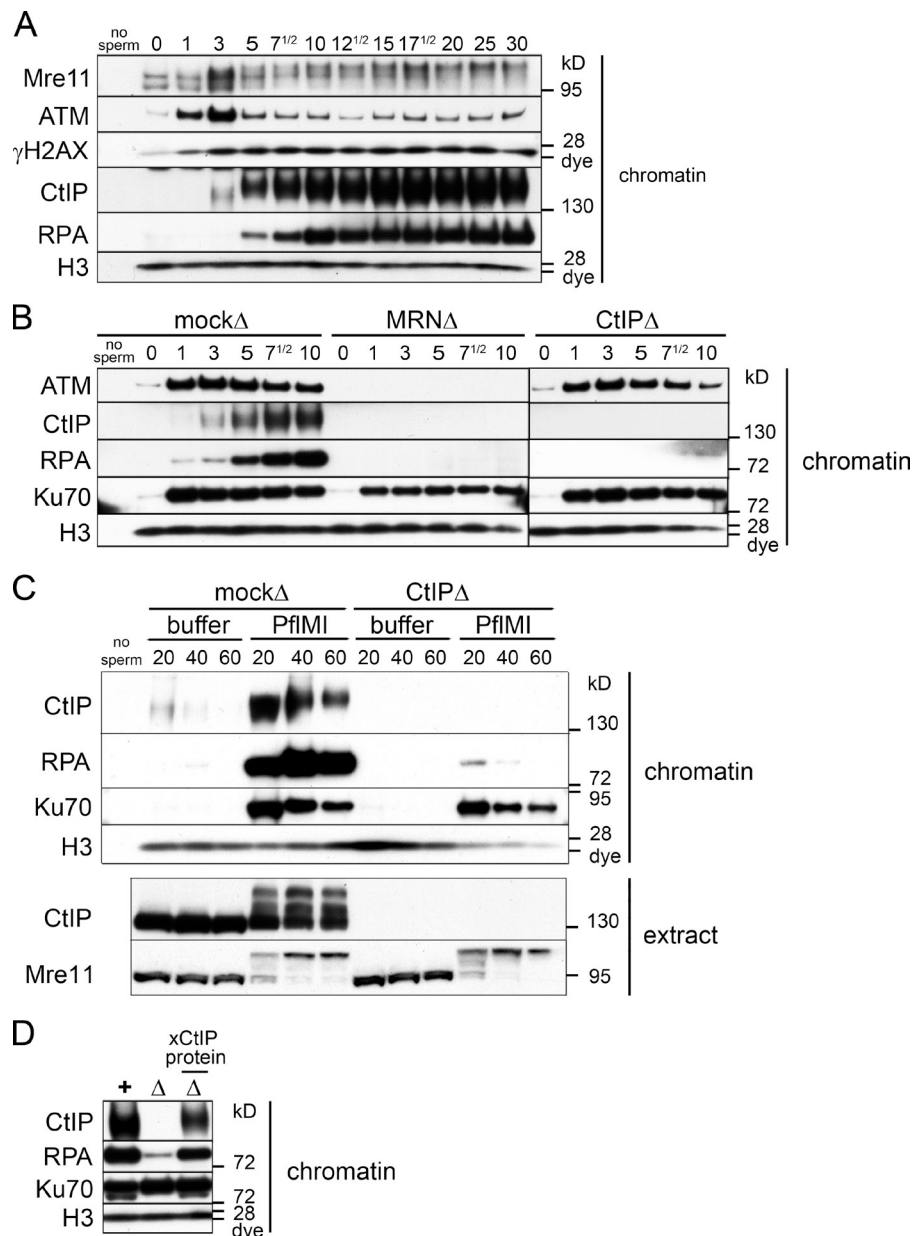 A
no
sperm 0 1 3 5 7 1/2 10 12 1/2 15 17 1/2 20 25 30
kD
Mre11
95
ATM
γH2AX
28
dye
chromatin
CtIP
130
RPA
H3
28
dye
B
mockΔ MRNΔ CtIPΔ
no
sperm 0 1 3 5 7 1/2 10 0 1 3 5 7 1/2 10 0 1 3 5 7 1/2 10
ATM
kD
CtIP
130
RPA
72
chromatin
Ku70
72
H3
28
dye
C
mockΔ CtIPΔ
buffer PflMI buffer PflMI
no
sperm 20 40 60 20 40 60 20 40 60 20 40 60
kD
CtIP
130
RPA
72
chromatin
Ku70
95
H3
28
dye
CtIP
130
extract
Mre11
95
D
xCtIP
protein
+ Δ Δ
kD
CtIP
RPA
72
chromatin
Ku70
72
H3
28
dye